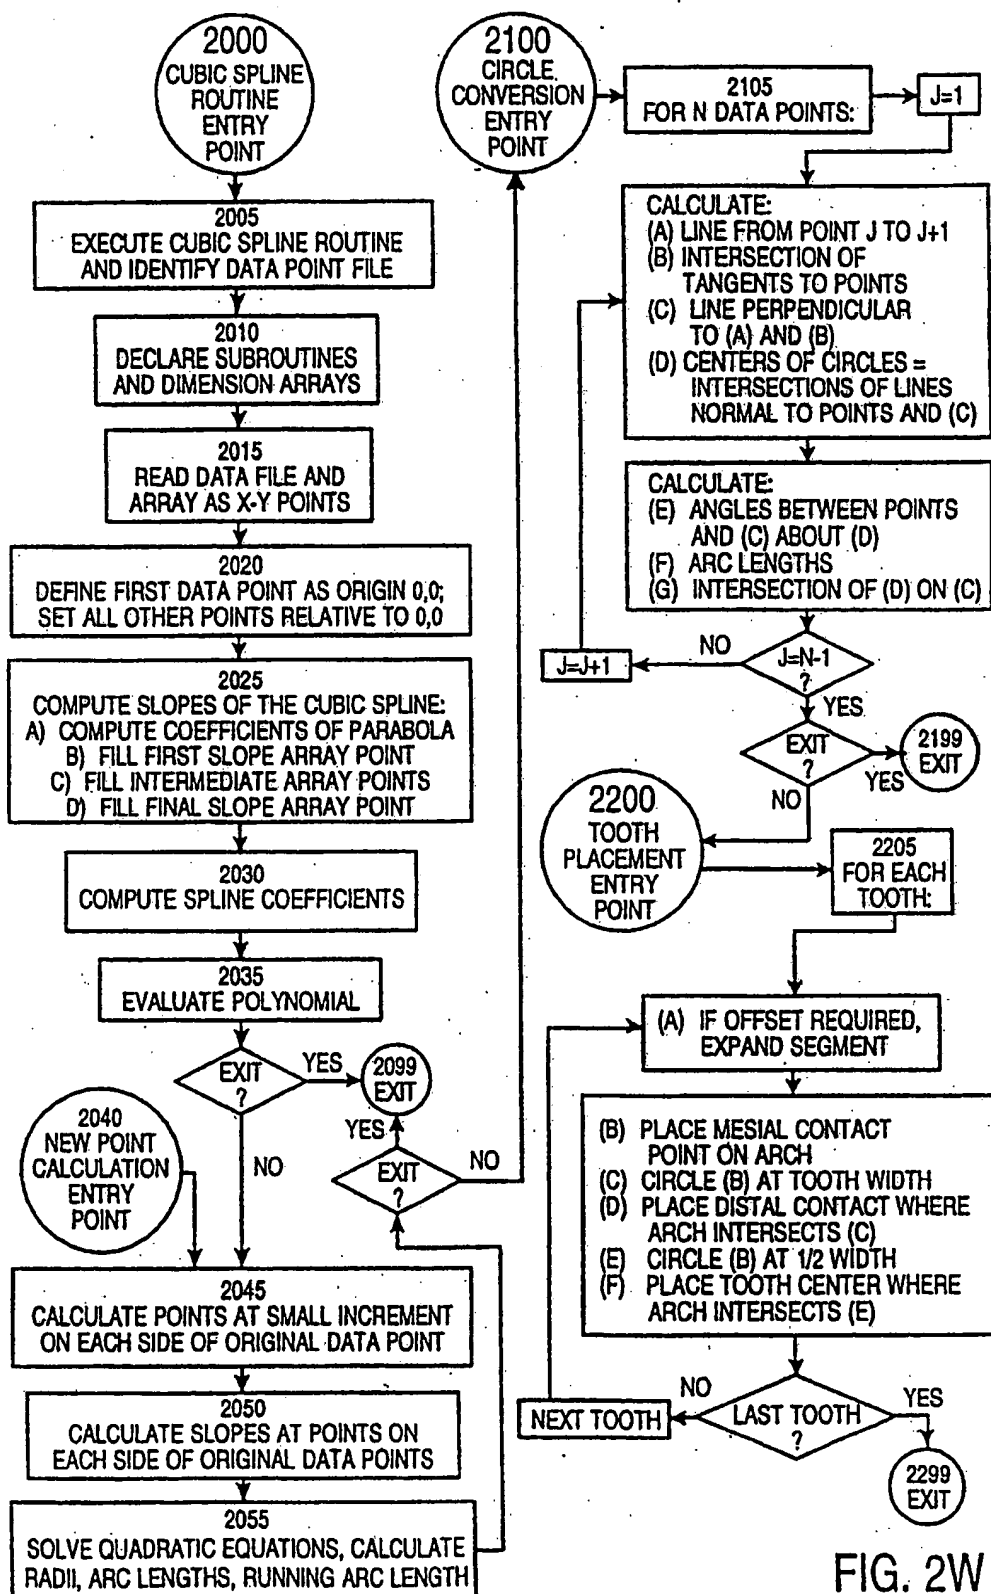 2000
CUBIC SPLINE
ROUTINE
ENTRY
POINT
2005
EXECUTE CUBIC SPLINE ROUTINE
AND IDENTIFY DATA POINT FILE
2010
DECLARE SUBROUTINES
AND DIMENSION ARRAYS
2015
READ DATA FILE AND
ARRAY AS X-Y POINTS
2020
DEFINE FIRST DATA POINT AS ORIGIN 0,0;
SET ALL OTHER POINTS RELATIVE TO 0,0
2025
COMPUTE SLOPES OF THE CUBIC SPLINE:
A) COMPUTE COEFFICIENTS OF PARABOLA
B) FILL FIRST SLOPE ARRAY POINT
C) FILL INTERMEDIATE ARRAY POINTS
D) FILL FINAL SLOPE ARRAY POINT
2030
COMPUTE SPLINE COEFFICIENTS
2035
EVALUATE POLYNOMIAL
EXIT
?
YES
2099
EXIT
NO
2040
NEW POINT
CALCULATION
ENTRY
POINT
YES
EXIT
?
NO
2045
CALCULATE POINTS AT SMALL INCREMENT
ON EACH SIDE OF ORIGINAL DATA POINT
2050
CALCULATE SLOPES AT POINTS ON
EACH SIDE OF ORIGINAL DATA POINTS
2055
SOLVE QUADRATIC EQUATIONS, CALCULATE
RADII, ARC LENGTHS, RUNNING ARC LENGTH
2100
CIRCLE
CONVERSION
ENTRY
POINT
2105
FOR N DATA POINTS:
J=1
CALCULATE:
(A) LINE FROM POINT J TO J+1
(B) INTERSECTION OF
TANGENTS TO POINTS
(C) LINE PERPENDICULAR
TO (A) AND (B)
(D) CENTERS OF CIRCLES =
INTERSECTIONS OF LINES
NORMAL TO POINTS AND (C)
CALCULATE:
(E) ANGLES BETWEEN POINTS
AND (C) ABOUT (D)
(F) ARC LENGTHS
(G) INTERSECTION OF (D) ON (C)
J=N-1
?
NO
J=J+1
YES
EXIT
?
YES
2199
EXIT
NO
2200
TOOTH
PLACEMENT
ENTRY
POINT
2205
FOR EACH
TOOTH:
(A) IF OFFSET REQUIRED,
EXPAND SEGMENT
(B) PLACE MESIAL CONTACT
POINT ON ARCH
(C) CIRCLE (B) AT TOOTH WIDTH
(D) PLACE DISTAL CONTACT WHERE
ARCH INTERSECTS (C)
(E) CIRCLE (B) AT 1/2 WIDTH
(F) PLACE TOOTH CENTER WHERE
ARCH INTERSECTS (E)
LAST TOOTH
?
NO
NEXT TOOTH
YES
2299
EXIT
FIG. 2W